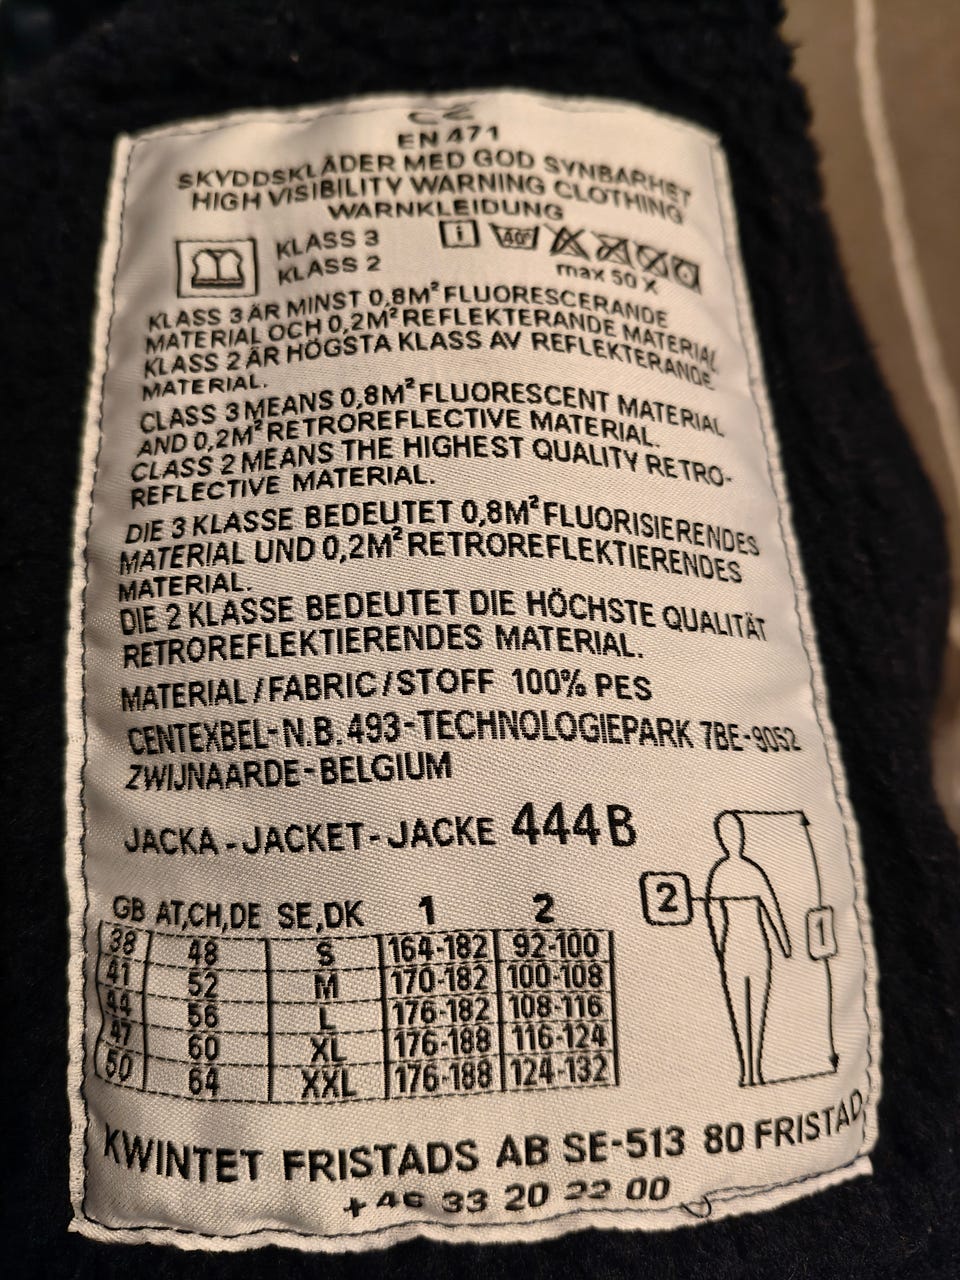 CE
EN 471
SKYDDSKLÄDER MED GOD SYNBARHET
HIGH VISIBILITY WARNING CLOTHING
WARNKLEIDUNG
KLASS 3
KLASS 2
i 40°
max 50 X
KLASS 3 ÄR MINST 0,8M² FLUORESCERANDE
MATERIAL OCH 0,2M² REFLEKTERANDE MATERIAL
KLASS 2 ÄR HÖGSTA KLASS AV REFLEKTERANDE
MATERIAL.
CLASS 3 MEANS 0,8M² FLUORESCENT MATERIAL
AND 0,2M² RETROREFLECTIVE MATERIAL.
CLASS 2 MEANS THE HIGHEST QUALITY RETRO-
REFLECTIVE MATERIAL.
DIE 3 KLASSE BEDEUTET 0,8M² FLUORISIERENDES
MATERIAL UND 0,2M² RETROREFLEKTIERENDES
MATERIAL.
DIE 2 KLASSE BEDEUTET DIE HÖCHSTE QUALITÄT
RETROREFLEKTIERENDES MATERIAL.
MATERIAL/FABRIC/STOFF 100% PES
CENTEXBEL-N.B. 493-TECHNOLOGIEPARK 7BE-9052
ZWIJNAARDE-BELGIUM
JACKA-JACKET-JACKE 444B
GB AT,CH,DE SE,DK 1 2
38 48 S 164-182 92-100
41 52 M 170-182 100-108
44 56 L 176-182 108-116
47 60 XL 176-188 116-124
50 64 XXL 176-188 124-132
2
1
KWINTET FRISTADS AB SE-513 80 FRISTAD
+46 33 20 22 00